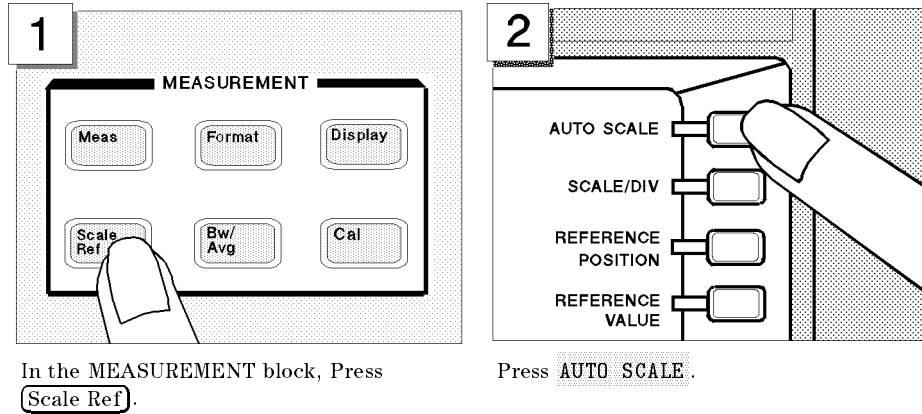 1
MEASUREMENT
Meas
Format
Display
Scale
Ref
Bw/
Avg
Cal
In the MEASUREMENT block, Press
Scale Ref.
2
AUTO SCALE
SCALE/DIV
REFERENCE
POSITION
REFERENCE
VALUE
Press AUTO SCALE.